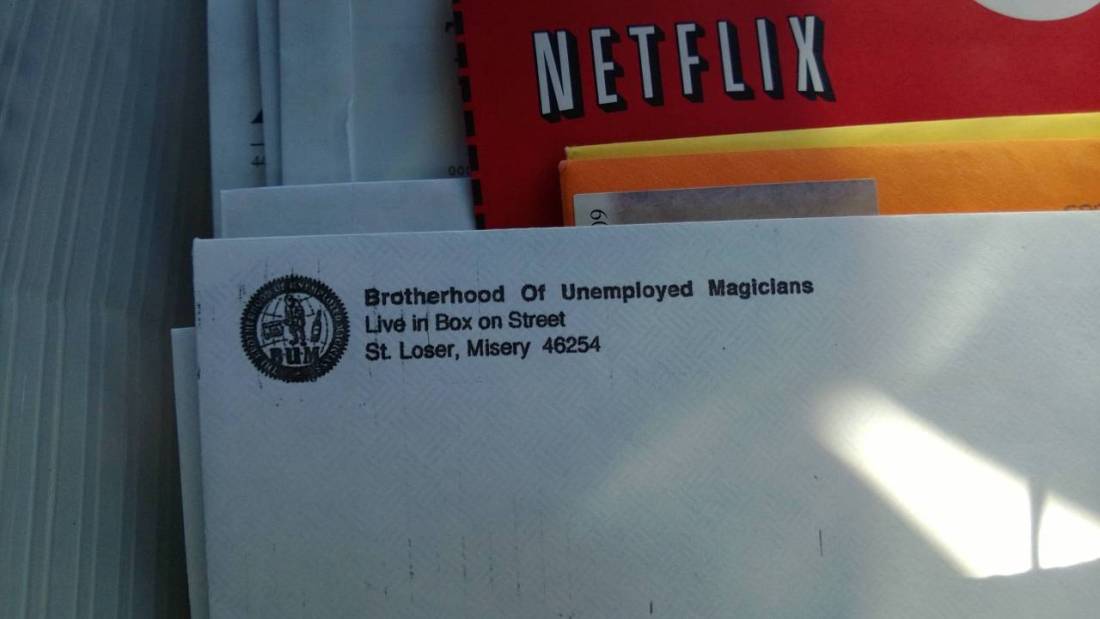 NETFLIX
Brotherhood Of Unemployed Magicians
Live in Box on Street
St. Loser, Misery 46254
BUM